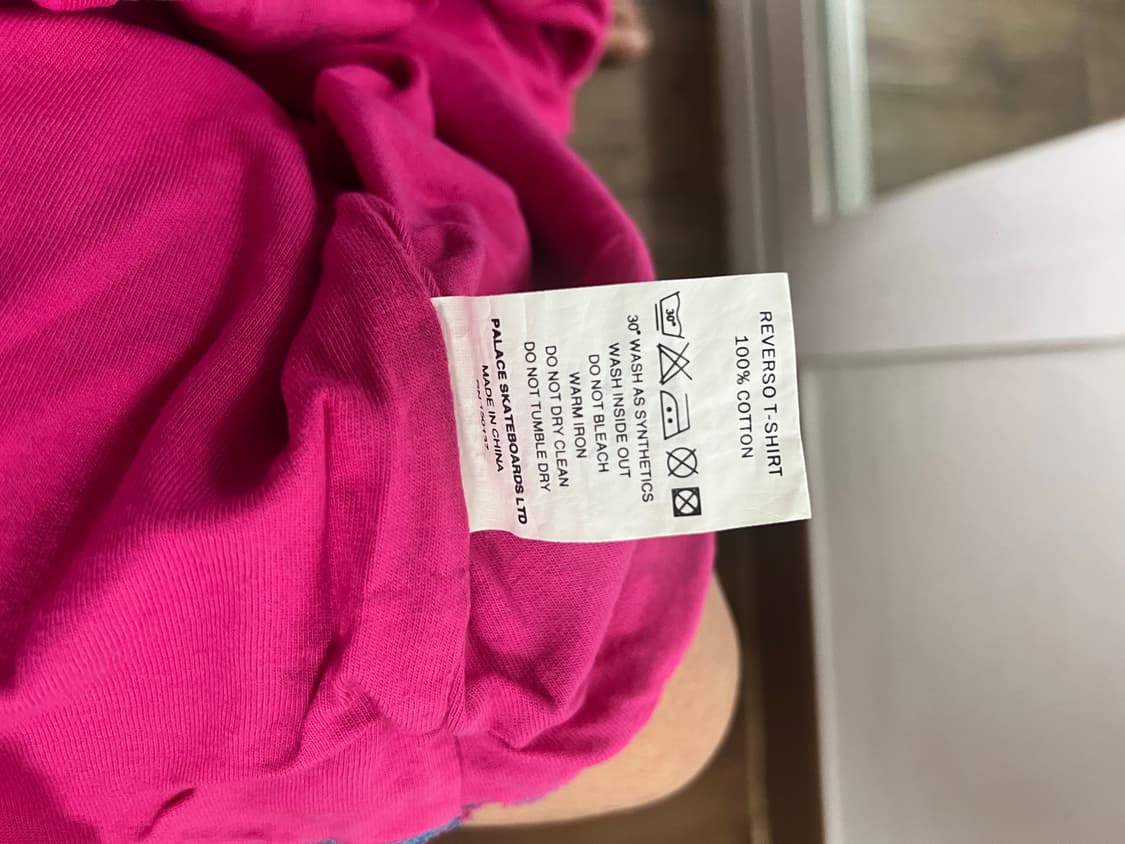 REVERSO T-SHIRT
100% COTTON
30°
30° WASH AS SYNTHETICS
WASH INSIDE OUT
DO NOT BLEACH
WARM IRON
DO NOT DRY CLEAN
DO NOT TUMBLE DRY
PALACE SKATEBOARDS LTD
MADE IN CHINA